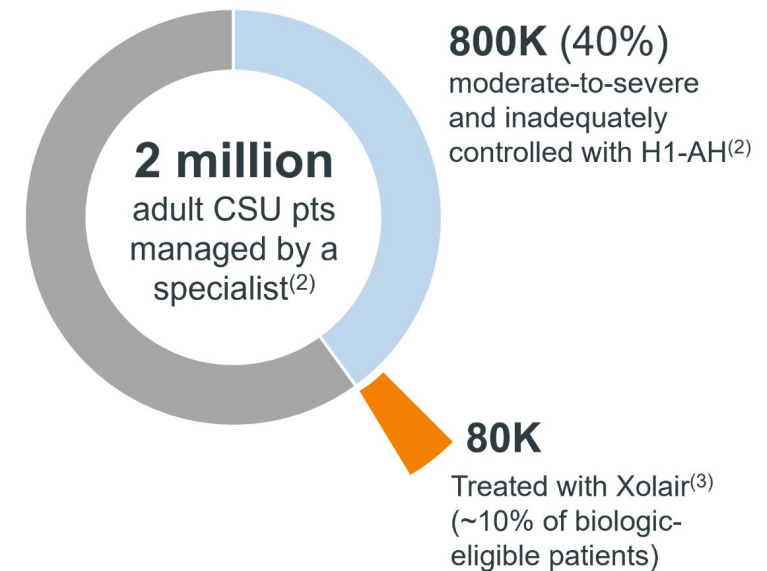 800K (40%)
moderate-to-severe
and inadequately
controlled with H1-AH(2)
2 million
adult CSU pts
managed by a
specialist(2)
80K
Treated with Xolair(3)
(~10% of biologic-
eligible patients)